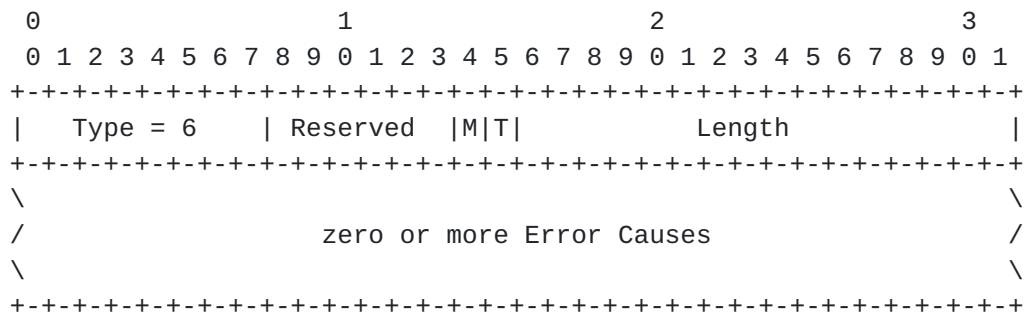 0                   1                   2                   3
 0 1 2 3 4 5 6 7 8 9 0 1 2 3 4 5 6 7 8 9 0 1 2 3 4 5 6 7 8 9 0 1
+-+-+-+-+-+-+-+-+-+-+-+-+-+-+-+-+-+-+-+-+-+-+-+-+-+-+-+-+-+-+-+-+
|   Type = 6    | Reserved  |M|T|           Length              |
+-+-+-+-+-+-+-+-+-+-+-+-+-+-+-+-+-+-+-+-+-+-+-+-+-+-+-+-+-+-+-+-+
\                                                               \
/                   zero or more Error Causes                   /
\                                                               \
+-+-+-+-+-+-+-+-+-+-+-+-+-+-+-+-+-+-+-+-+-+-+-+-+-+-+-+-+-+-+-+-+